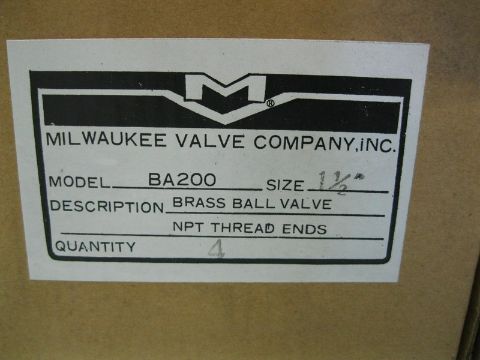 M®
MILWAUKEE VALVE COMPANY,INC.
MODEL BA200 SIZE 1½"
DESCRIPTION BRASS BALL VALVE
NPT THREAD ENDS
QUANTITY 4